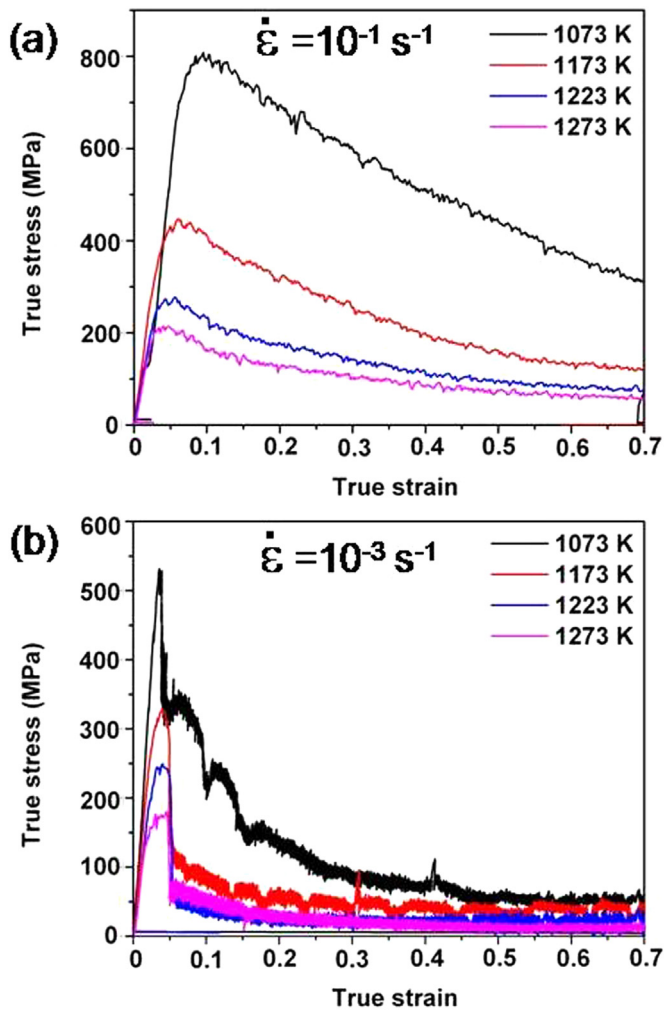 (a)
ε̇ =10⁻¹ s⁻¹
1073 K
1173 K
1223 K
1273 K
800
600
400
200
0
True stress (MPa)
0 0.1 0.2 0.3 0.4 0.5 0.6 0.7
True strain
(b)
ε̇ =10⁻³ s⁻¹
1073 K
1173 K
1223 K
1273 K
600
500
400
300
200
100
0
True stress (MPa)
0 0.1 0.2 0.3 0.4 0.5 0.6 0.7
True strain